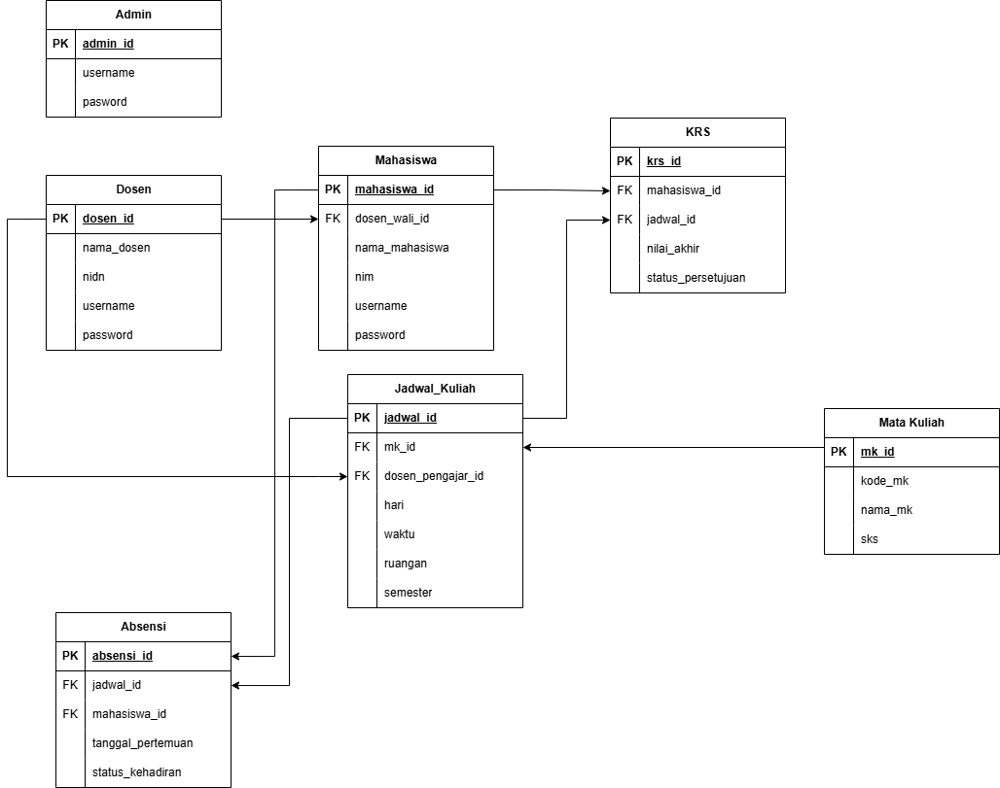 Admin
PK admin_id
username
pasword
Dosen
PK dosen_id
nama_dosen
nidn
username
password
Mahasiswa
PK mahasiswa_id
FK dosen_wali_id
nama_mahasiswa
nim
username
password
KRS
PK krs_id
FK mahasiswa_id
FK jadwal_id
nilai_akhir
status_persetujuan
Jadwal_Kuliah
PK jadwal_id
FK mk_id
FK dosen_pengajar_id
hari
waktu
ruangan
semester
Mata Kuliah
PK mk_id
kode_mk
nama_mk
sks
Absensi
PK absensi_id
FK jadwal_id
FK mahasiswa_id
tanggal_pertemuan
status_kehadiran